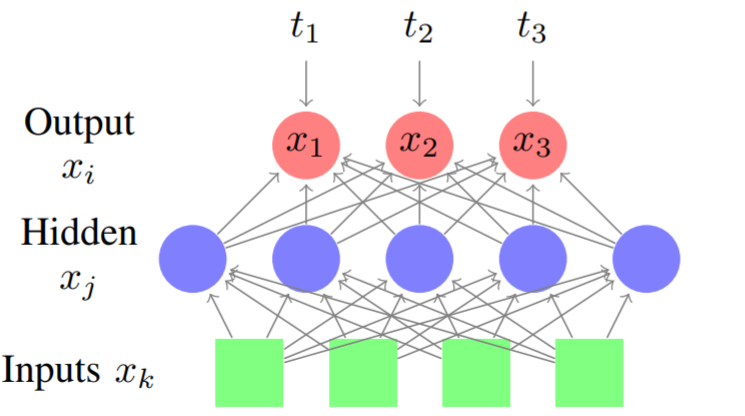 t₁ t₂ t₃
Output
xᵢ
x₁ x₂ x₃
Hidden
xⱼ
Inputs xₖ